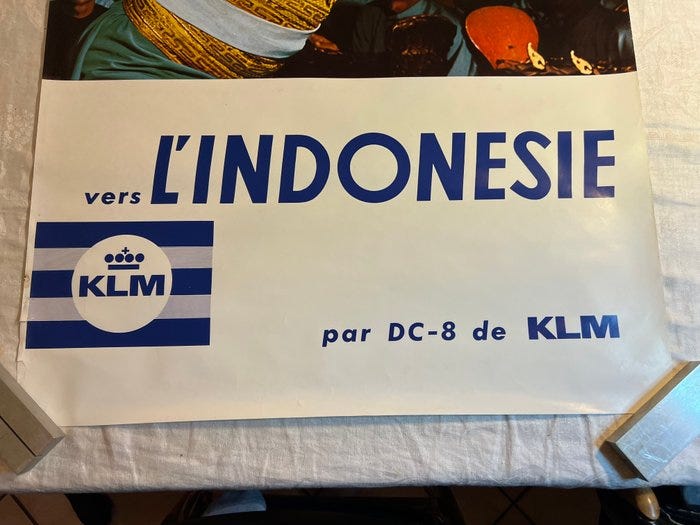 vers L'INDONESIE
KLM
par DC-8 de KLM